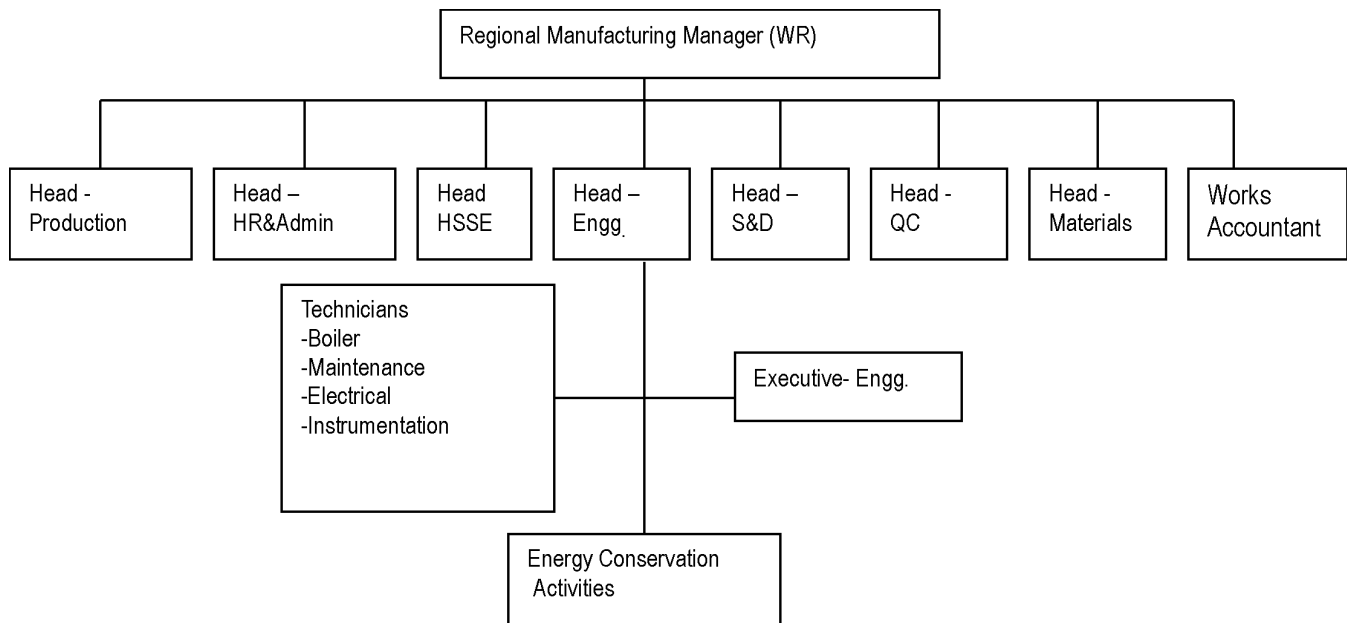 Regional Manufacturing Manager (WR)
Head -
Production
Head –
HR&Admin
Head
HSSE
Head –
Engg.
Head –
S&D
Head -
QC
Head -
Materials
Works
Accountant
Technicians
-Boiler
-Maintenance
-Electrical
-Instrumentation
Executive- Engg.
Energy Conservation
Activities